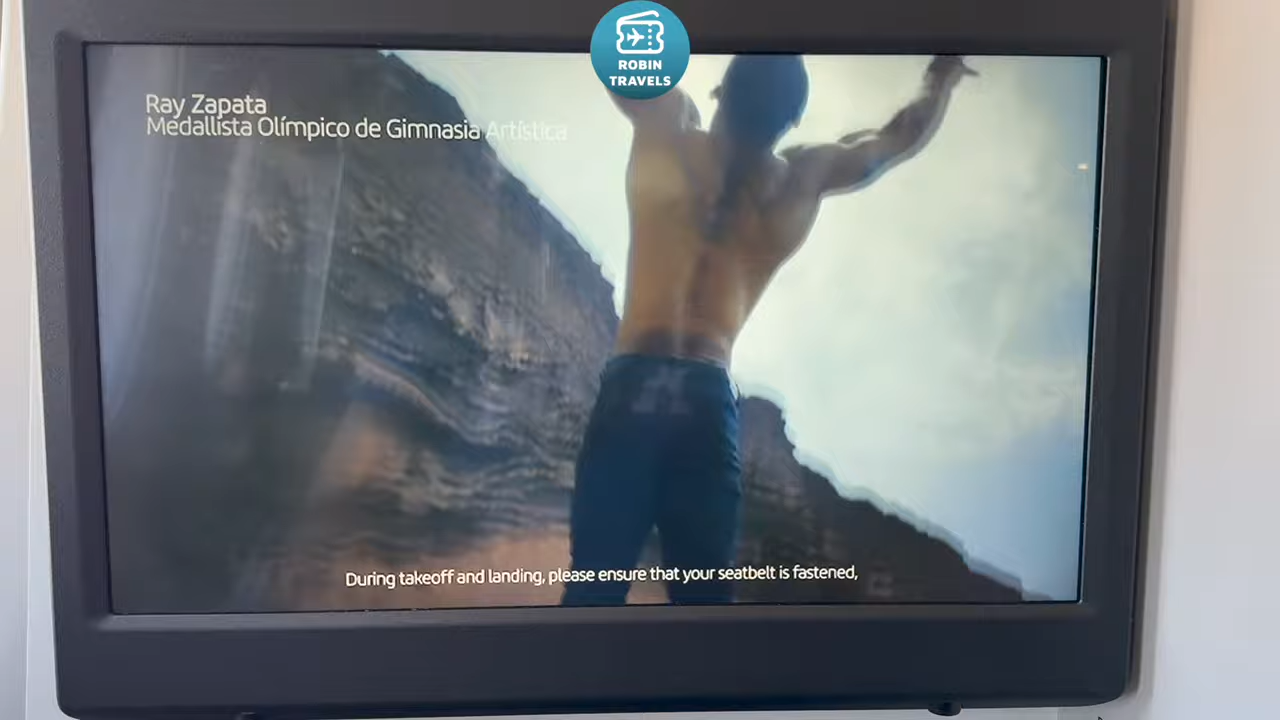 ROBIN
TRAVELS
Ray Zapata
Medallista Olímpico de Gimnasia Artística
During takeoff and landing, please ensure that your seatbelt is fastened,